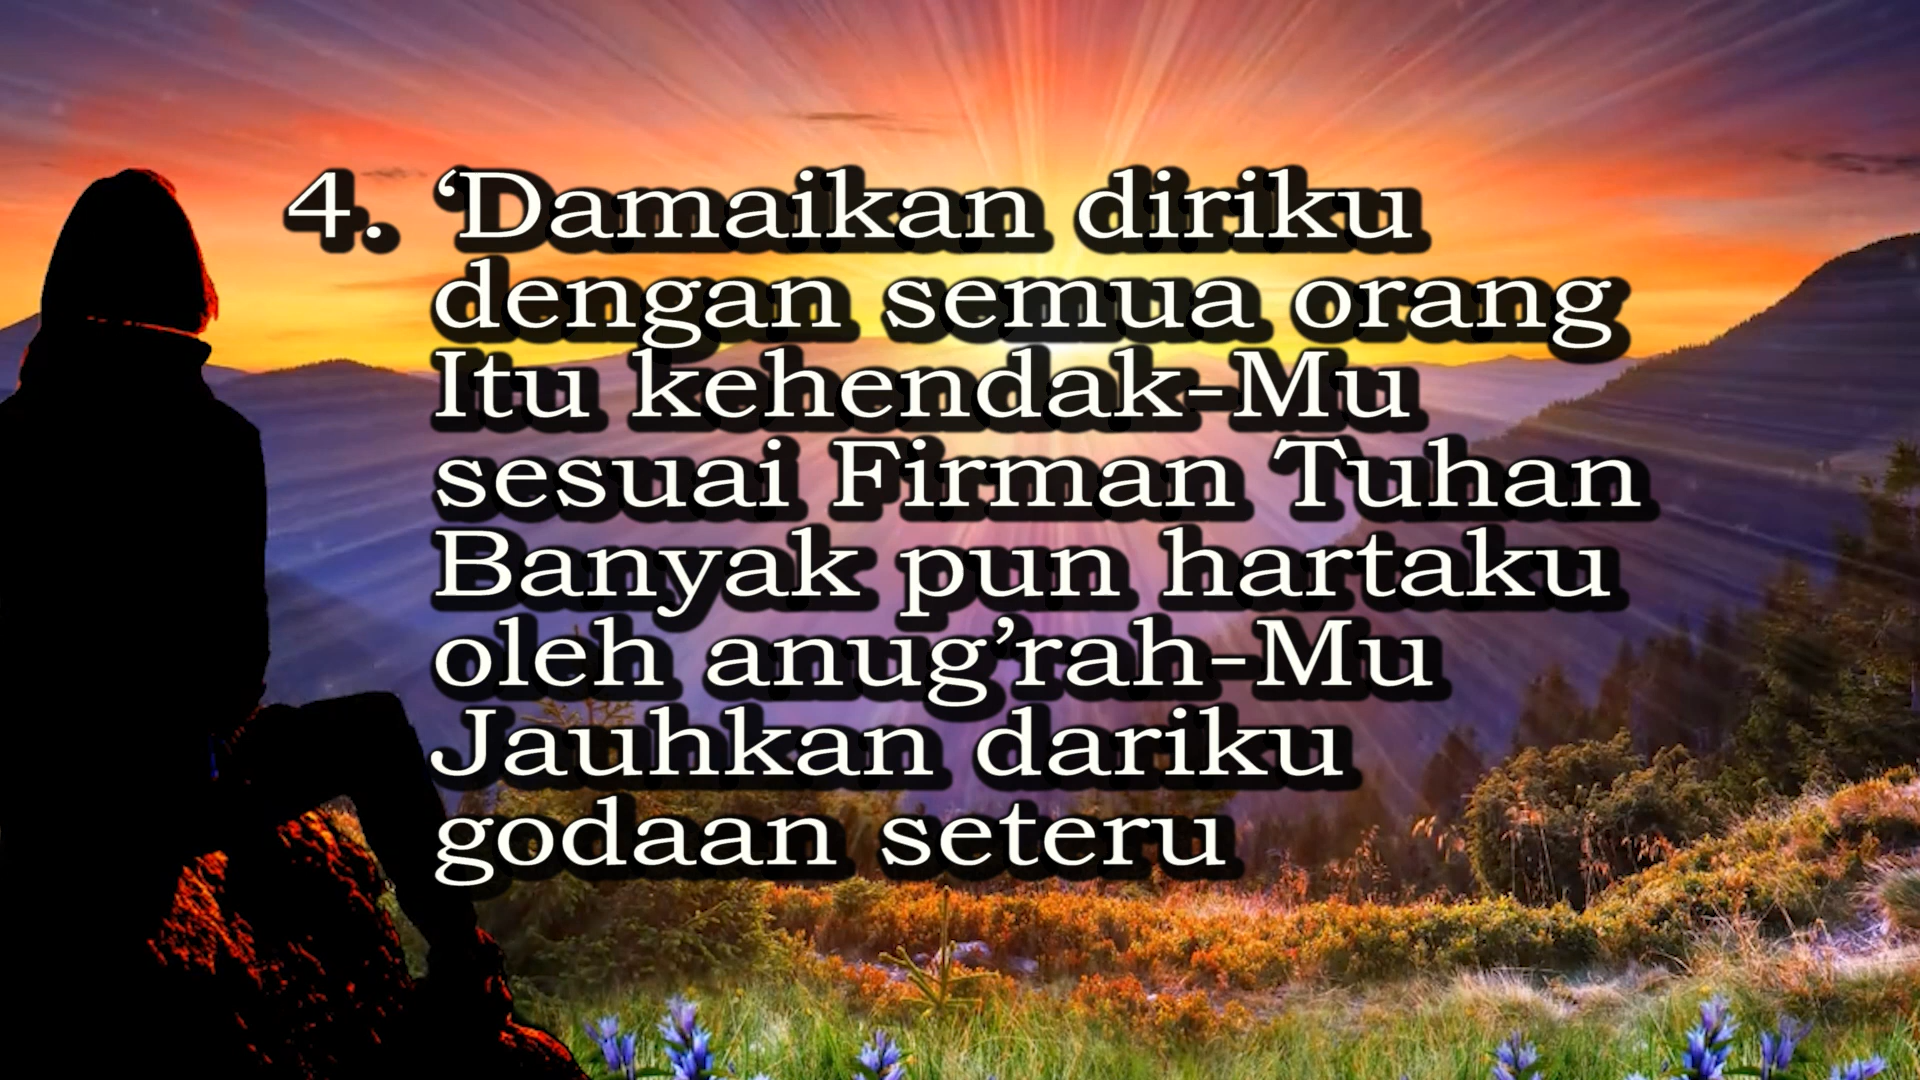 4. ‘Damaikan diriku
dengan semua orang
Itu kehendak-Mu
sesuai Firman Tuhan
Banyak pun hartaku
oleh anug’rah-Mu
Jauhkan dariku
godaan seteru